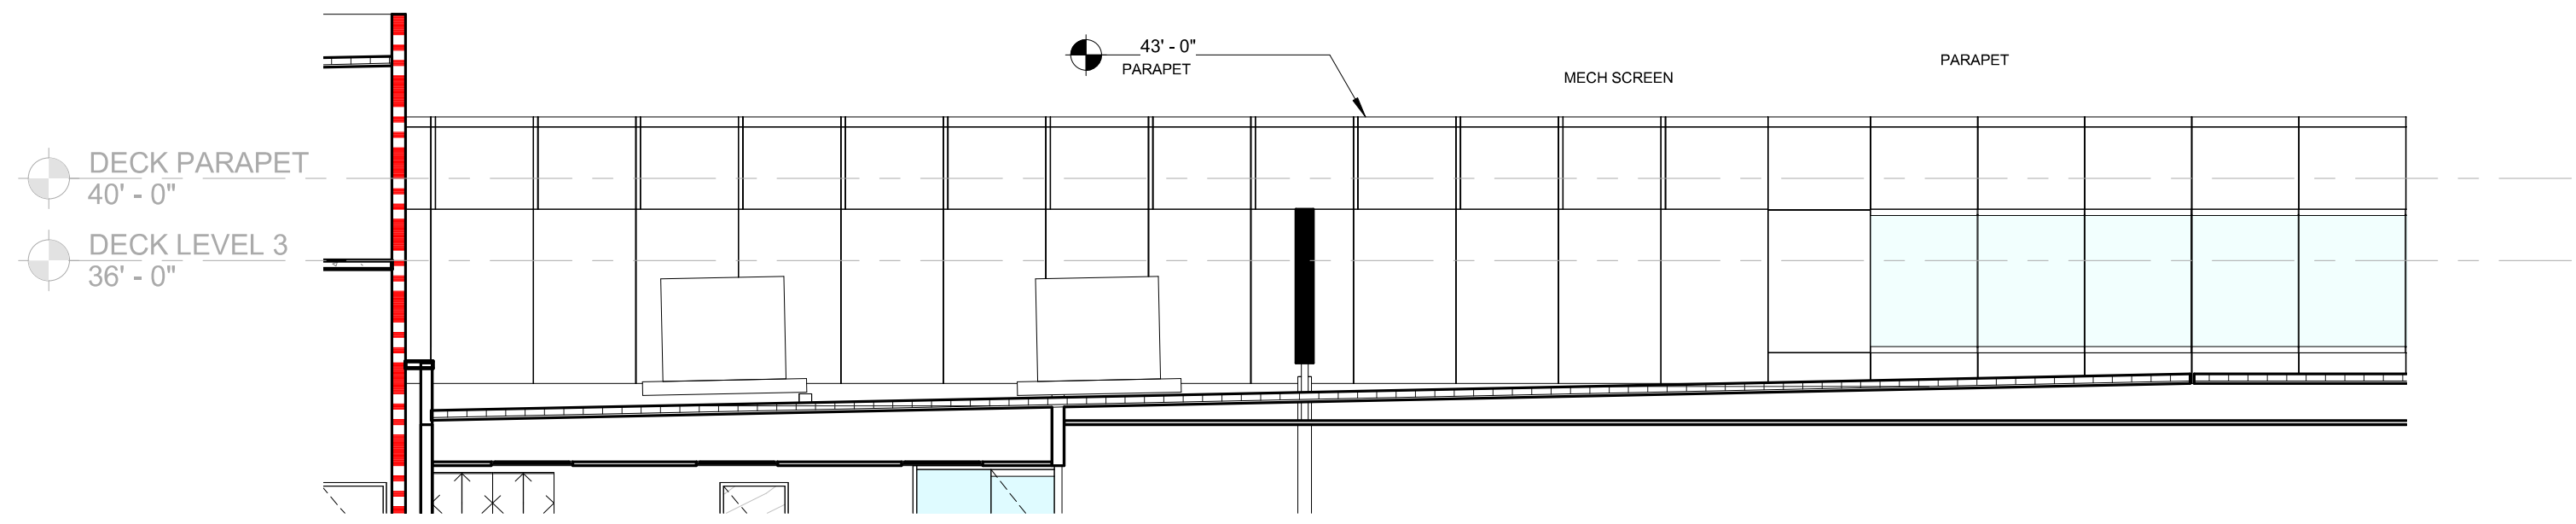 43' - 0"
PARAPET
MECH SCREEN
PARAPET
DECK PARAPET
40' - 0"
DECK LEVEL 3
36' - 0"